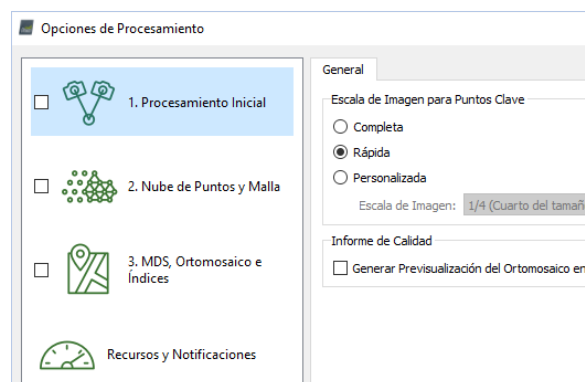 Opciones de Procesamiento
1. Procesamiento Inicial
2. Nube de Puntos y Malla
3. MDS, Ortomosaico e
Índices
Recursos y Notificaciones
General
Escala de Imagen para Puntos Clave
Completa
Rápida
Personalizada
Escala de Imagen: 1/4 (Cuarto del
Informe de Calidad
Generar Previsualización del Ortomosaico en